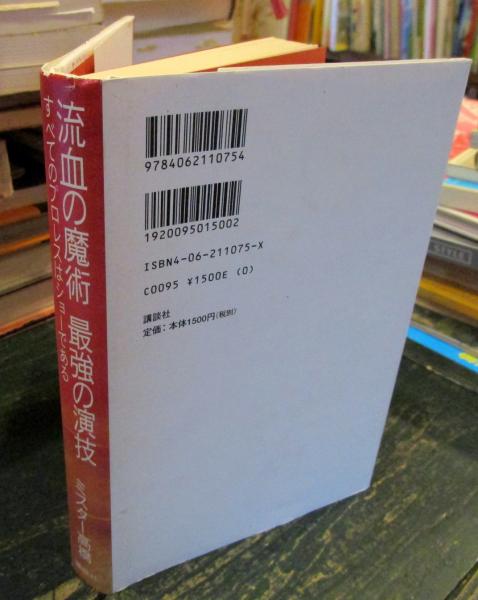 流血の魔術 最強の演技
すべてのプロレスはショーである
ミスター高橋
9784062110754
1920095015002
ISBN4-06-211075-X
C0095 ¥1500E (0)
講談社
定価：本体1500円(税別)
STYLE